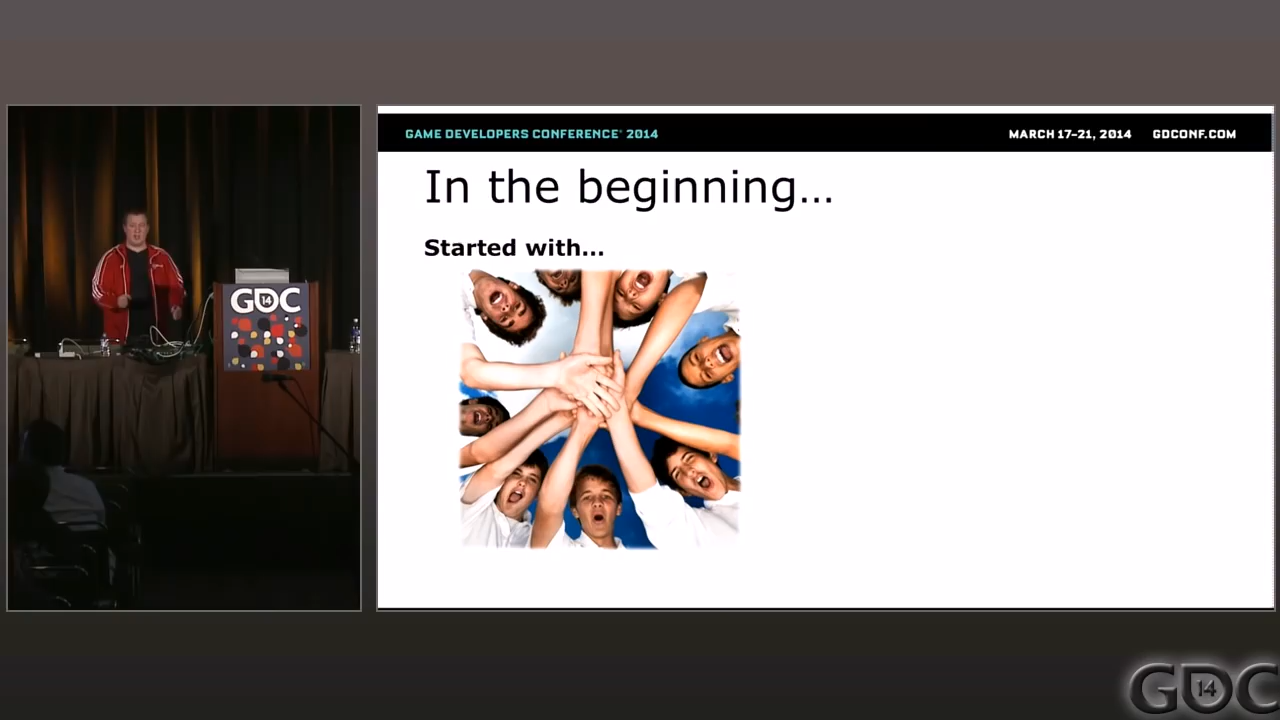 GAME DEVELOPERS CONFERENCE® 2014
MARCH 17-21, 2014 GDCONF.COM
In the beginning...
Started with...
GDC
14
GDC
14